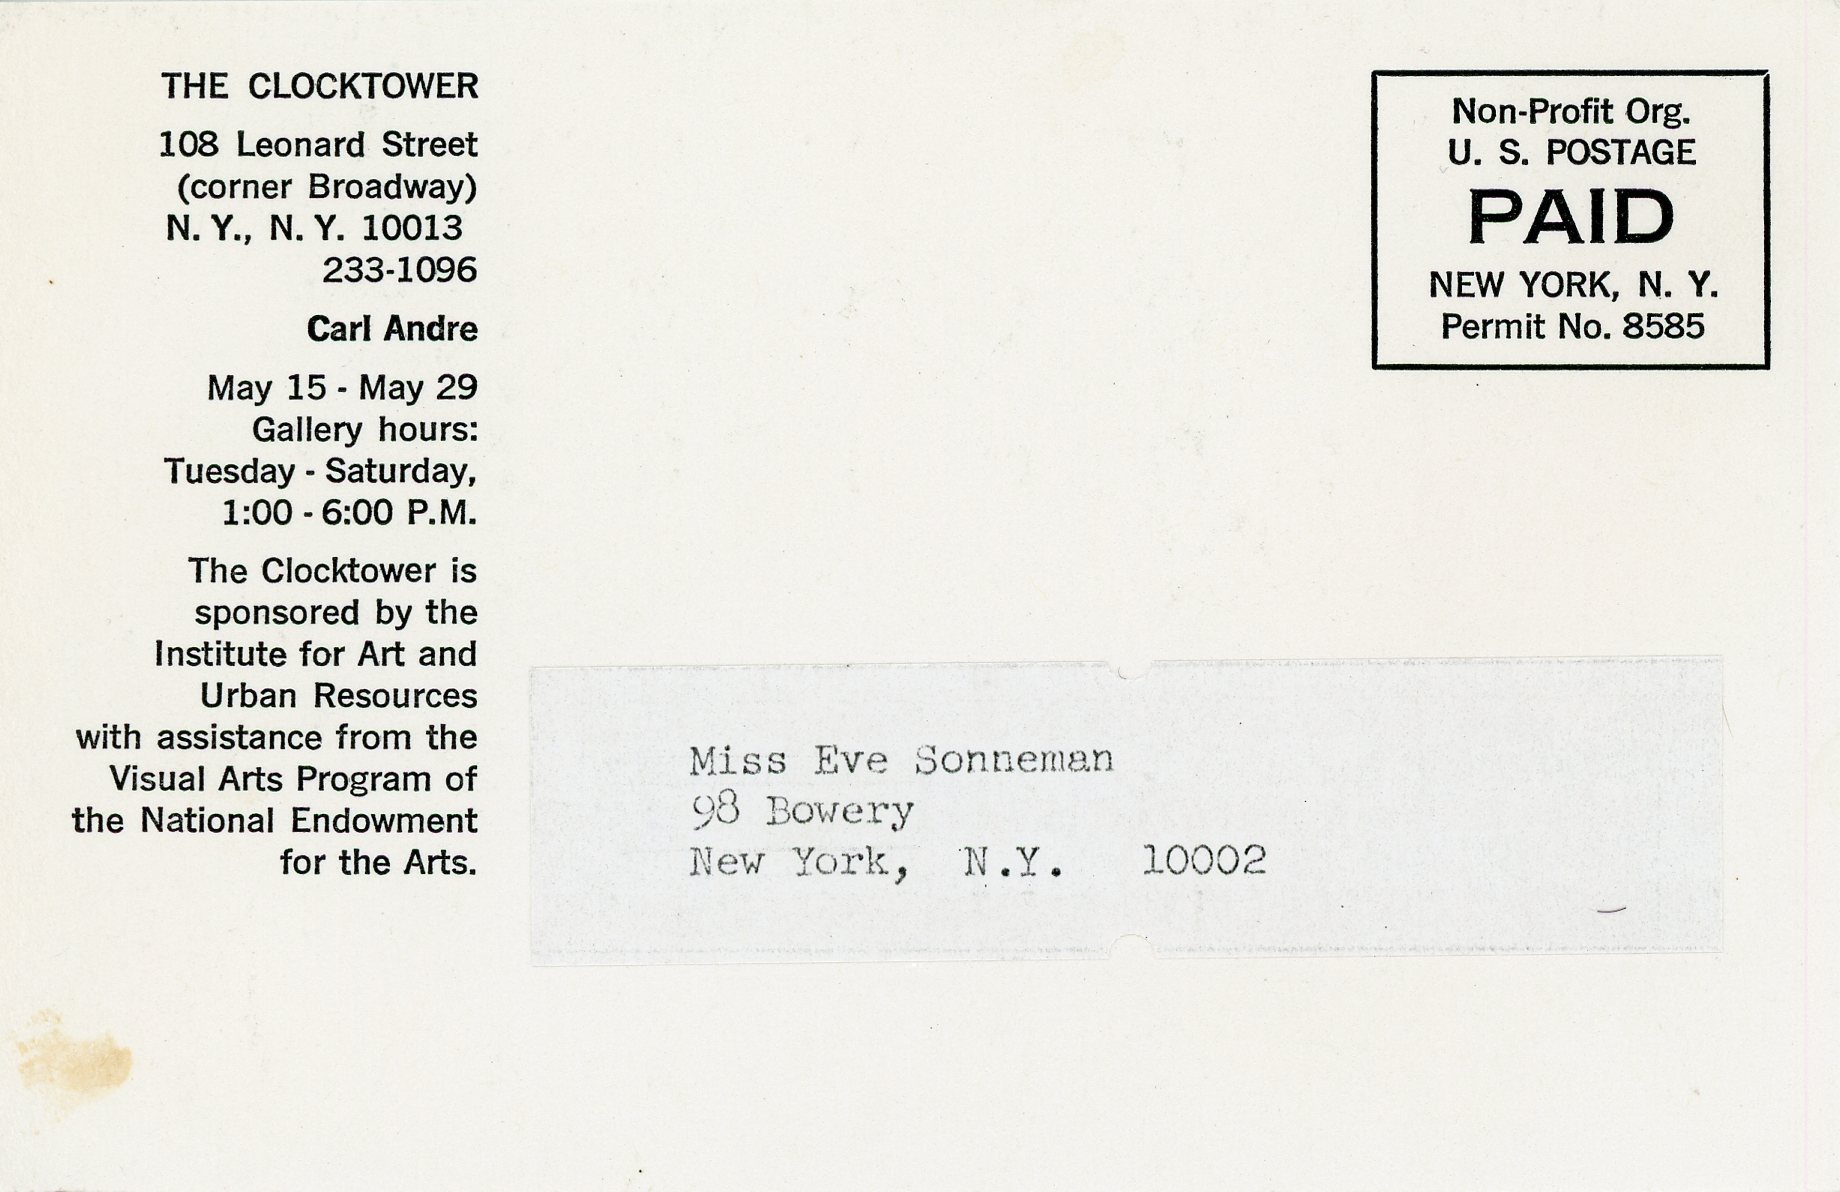 THE CLOCKTOWER
108 Leonard Street
(corner Broadway)
N. Y., N. Y. 10013
233-1096
Carl Andre
May 15 - May 29
Gallery hours:
Tuesday - Saturday,
1:00 - 6:00 P.M.
The Clocktower is
sponsored by the
Institute for Art and
Urban Resources
with assistance from the
Visual Arts Program of
the National Endowment
for the Arts.
Non-Profit Org.
U. S. POSTAGE
PAID
NEW YORK, N. Y.
Permit No. 8585
Miss Eve Sonneman
98 Bowery
New York, N.Y. 10002